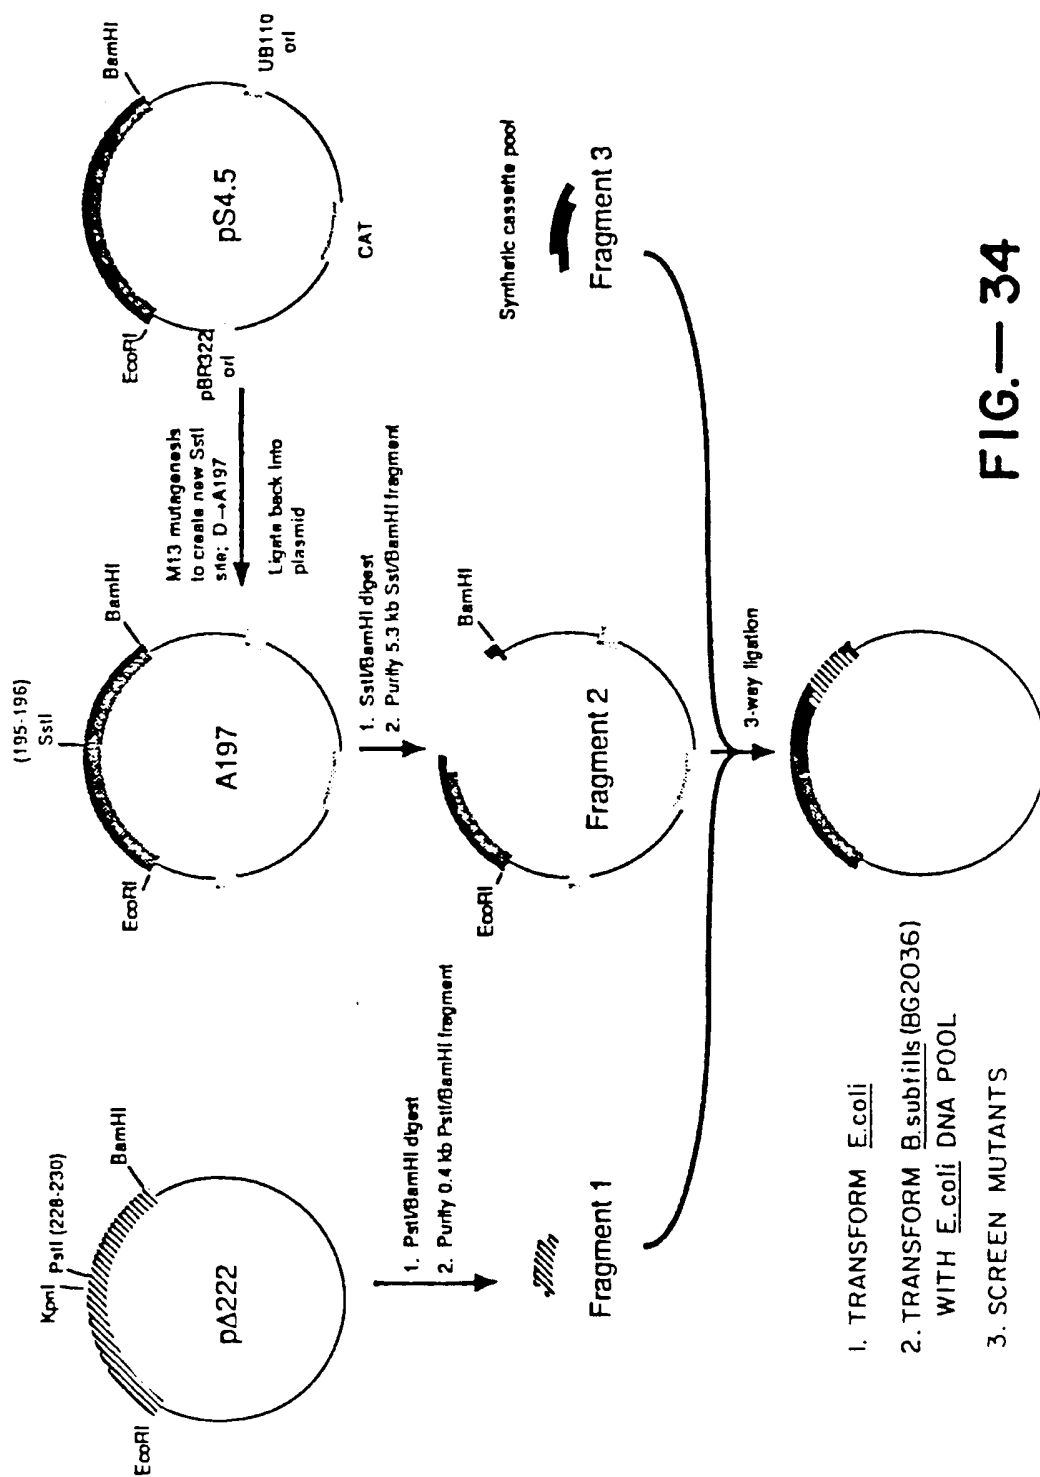 EcoRI
KpnI
PstI (228-230)
BamHI
pΔ222
1. PstI/BamHI digest
2. Purify 0.4 kb PstI/BamHI fragment
Fragment 1
(195-196)
SstI
EcoRI
BamHI
A197
1. SstI/BamHI digest
2. Purify 5.3 kb SstI/BamHI fragment
EcoRI
BamHI
Fragment 2
M13 mutagenesis
to create new SstI
site; D→A197
Ligate back into
plasmid
EcoRI
BamHI
pS4.5
pBR322
ori
UB110
ori
CAT
Synthetic cassette pool
Fragment 3
3-way ligation
1. TRANSFORM E.coli
2. TRANSFORM B.subtilis (BG2036)
WITH E.coli DNA POOL
3. SCREEN MUTANTS
FIG.— 34